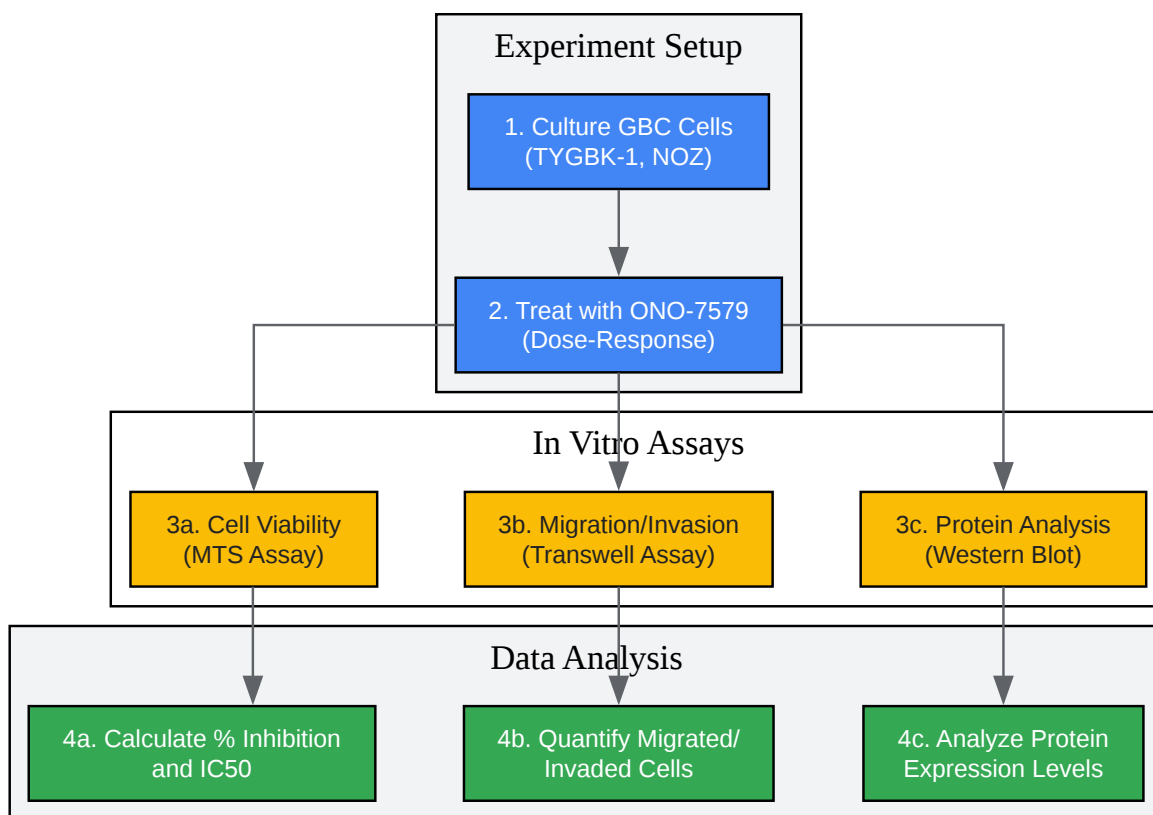 Experiment Setup
1. Culture GBC Cells
(TYGBK-1, NOZ)
2. Treat with ONO-7579
(Dose-Response)
In Vitro Assays
3a. Cell Viability
(MTS Assay)
3b. Migration/Invasion
(Transwell Assay)
3c. Protein Analysis
(Western Blot)
Data Analysis
4a. Calculate % Inhibition
and IC50
4b. Quantify Migrated/
Invaded Cells
4c. Analyze Protein
Expression Levels